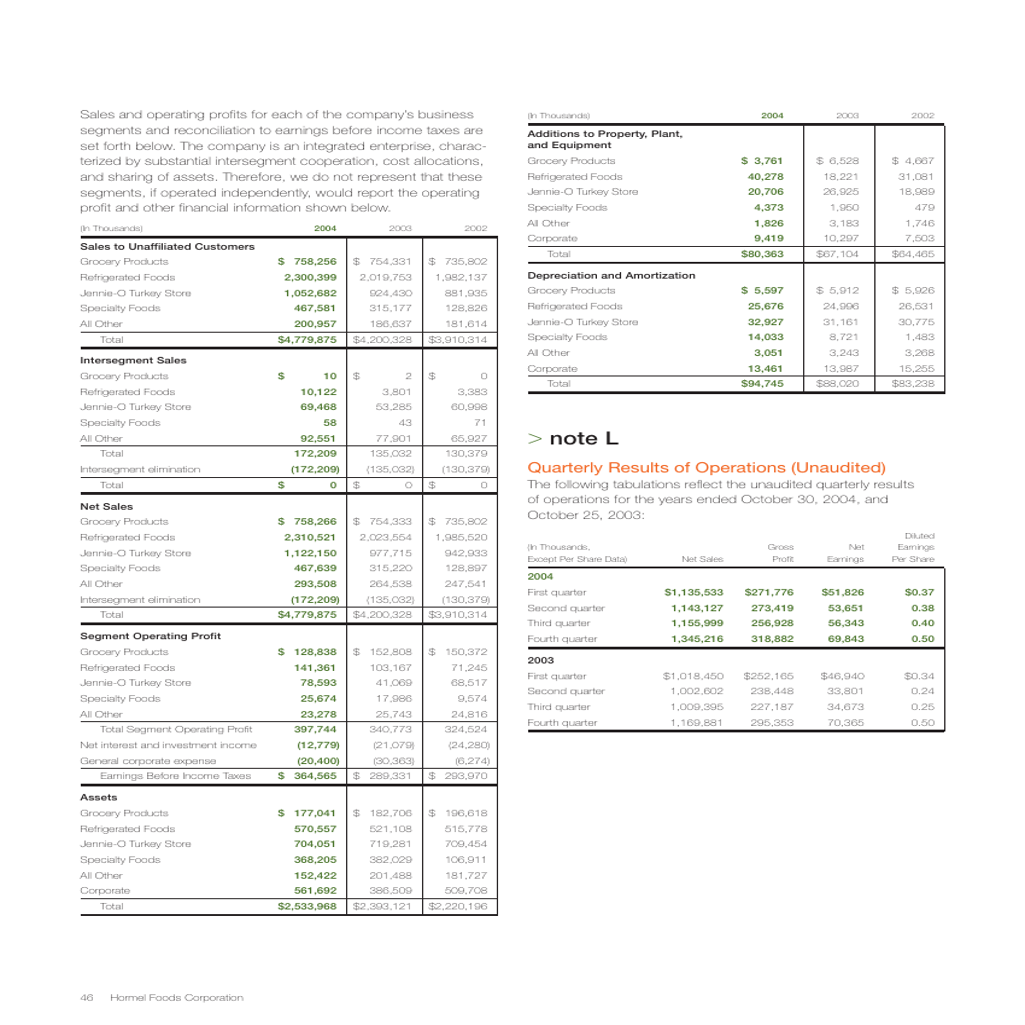 Sales and operating profits for each of the company's business
segments and reconciliation to earnings before income taxes are
set forth below. The company is an integrated enterprise, charac-
terized by substantial intersegment cooperation, cost allocations,
and sharing of assets. Therefore, we do not represent that these
segments, if operated independently, would report the operating
profit and other financial information shown below.
(In Thousands) 2004 2003 2002
Sales to Unaffiliated Customers
Grocery Products $ 758,256 $ 754,331 $ 735,802
Refrigerated Foods 2,300,399 2,019,753 1,982,137
Jennie-O Turkey Store 1,052,682 924,430 881,935
Specialty Foods 467,581 315,177 128,826
All Other 200,957 186,637 181,614
Total $4,779,875 $4,200,328 $3,910,314
Intersegment Sales
Grocery Products $ 10 $ 2 $ 0
Refrigerated Foods 10,122 3,801 3,383
Jennie-O Turkey Store 69,468 53,285 60,998
Specialty Foods 58 43 71
All Other 92,551 77,901 65,927
Total 172,209 135,032 130,379
Intersegment elimination (172,209) (135,032) (130,379)
Total $ 0 $ 0 $ 0
Net Sales
Grocery Products $ 758,266 $ 754,333 $ 735,802
Refrigerated Foods 2,310,521 2,023,554 1,985,520
Jennie-O Turkey Store 1,122,150 977,715 942,933
Specialty Foods 467,639 315,220 128,897
All Other 293,508 264,538 247,541
Intersegment elimination (172,209) (135,032) (130,379)
Total $4,779,875 $4,200,328 $3,910,314
Segment Operating Profit
Grocery Products $ 128,838 $ 152,808 $ 150,372
Refrigerated Foods 141,361 103,167 71,245
Jennie-O Turkey Store 78,593 41,069 68,517
Specialty Foods 25,674 17,986 9,574
All Other 23,278 25,743 24,816
Total Segment Operating Profit 397,744 340,773 324,524
Net interest and investment income (12,779) (21,079) (24,280)
General corporate expense (20,400) (30,363) (6,274)
Earnings Before Income Taxes $ 364,565 $ 289,331 $ 293,970
Assets
Grocery Products $ 177,041 $ 182,706 $ 196,618
Refrigerated Foods 570,557 521,108 515,778
Jennie-O Turkey Store 704,051 719,281 709,454
Specialty Foods 368,205 382,029 106,911
All Other 152,422 201,488 181,727
Corporate 561,692 386,509 509,708
Total $2,533,968 $2,393,121 $2,220,196
(In Thousands) 2004 2003 2002
Additions to Property, Plant,
and Equipment
Grocery Products $ 3,761 $ 6,528 $ 4,667
Refrigerated Foods 40,278 18,221 31,081
Jennie-O Turkey Store 20,706 26,925 18,989
Specialty Foods 4,373 1,950 479
All Other 1,826 3,183 1,746
Corporate 9,419 10,297 7,503
Total $80,363 $67,104 $64,465
Depreciation and Amortization
Grocery Products $ 5,597 $ 5,912 $ 5,926
Refrigerated Foods 25,676 24,996 26,531
Jennie-O Turkey Store 32,927 31,161 30,775
Specialty Foods 14,033 8,721 1,483
All Other 3,051 3,243 3,268
Corporate 13,461 13,987 15,255
Total $94,745 $88,020 $83,238
> note L
Quarterly Results of Operations (Unaudited)
The following tabulations reflect the unaudited quarterly results
of operations for the years ended October 30, 2004, and
October 25, 2003:
Diluted
(In Thousands, Gross Net Earnings
Except Per Share Data) Net Sales Profit Earnings Per Share
2004
First quarter $1,135,533 $271,776 $51,826 $0.37
Second quarter 1,143,127 273,419 53,651 0.38
Third quarter 1,155,999 256,928 56,343 0.40
Fourth quarter 1,345,216 318,882 69,843 0.50
2003
First quarter $1,018,450 $252,165 $46,940 $0.34
Second quarter 1,002,602 238,448 33,801 0.24
Third quarter 1,009,395 227,187 34,673 0.25
Fourth quarter 1,169,881 295,353 70,365 0.50
46 Hormel Foods Corporation